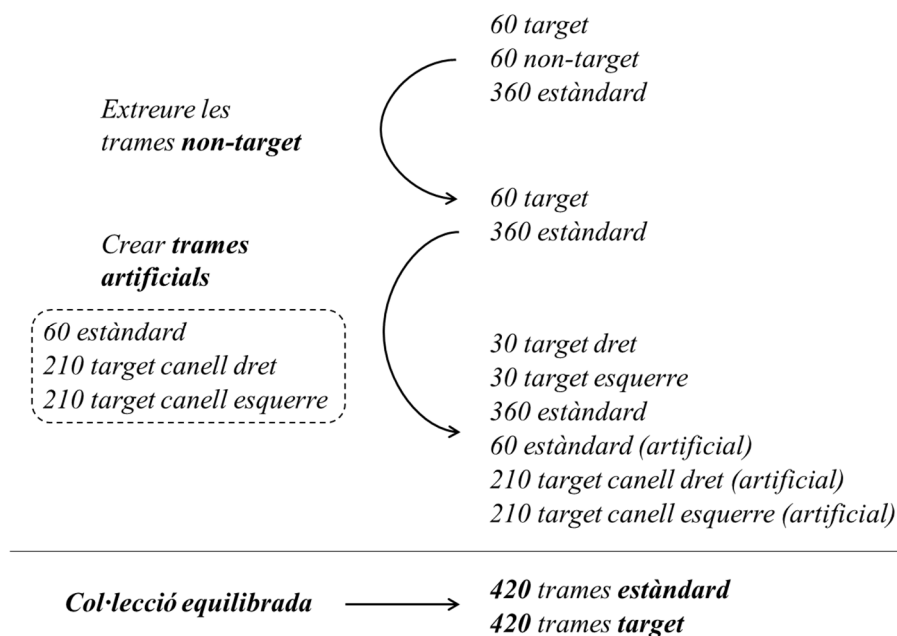 60 target
60 non-target
360 estàndard
Extreure les
trames non-target
60 target
360 estàndard
Crear trames
artificials
60 estàndard
210 target canell dret
210 target canell esquerre
30 target dret
30 target esquerre
360 estàndard
60 estàndard (artificial)
210 target canell dret (artificial)
210 target canell esquerre (artificial)
Col·lecció equilibrada
420 trames estàndard
420 trames target